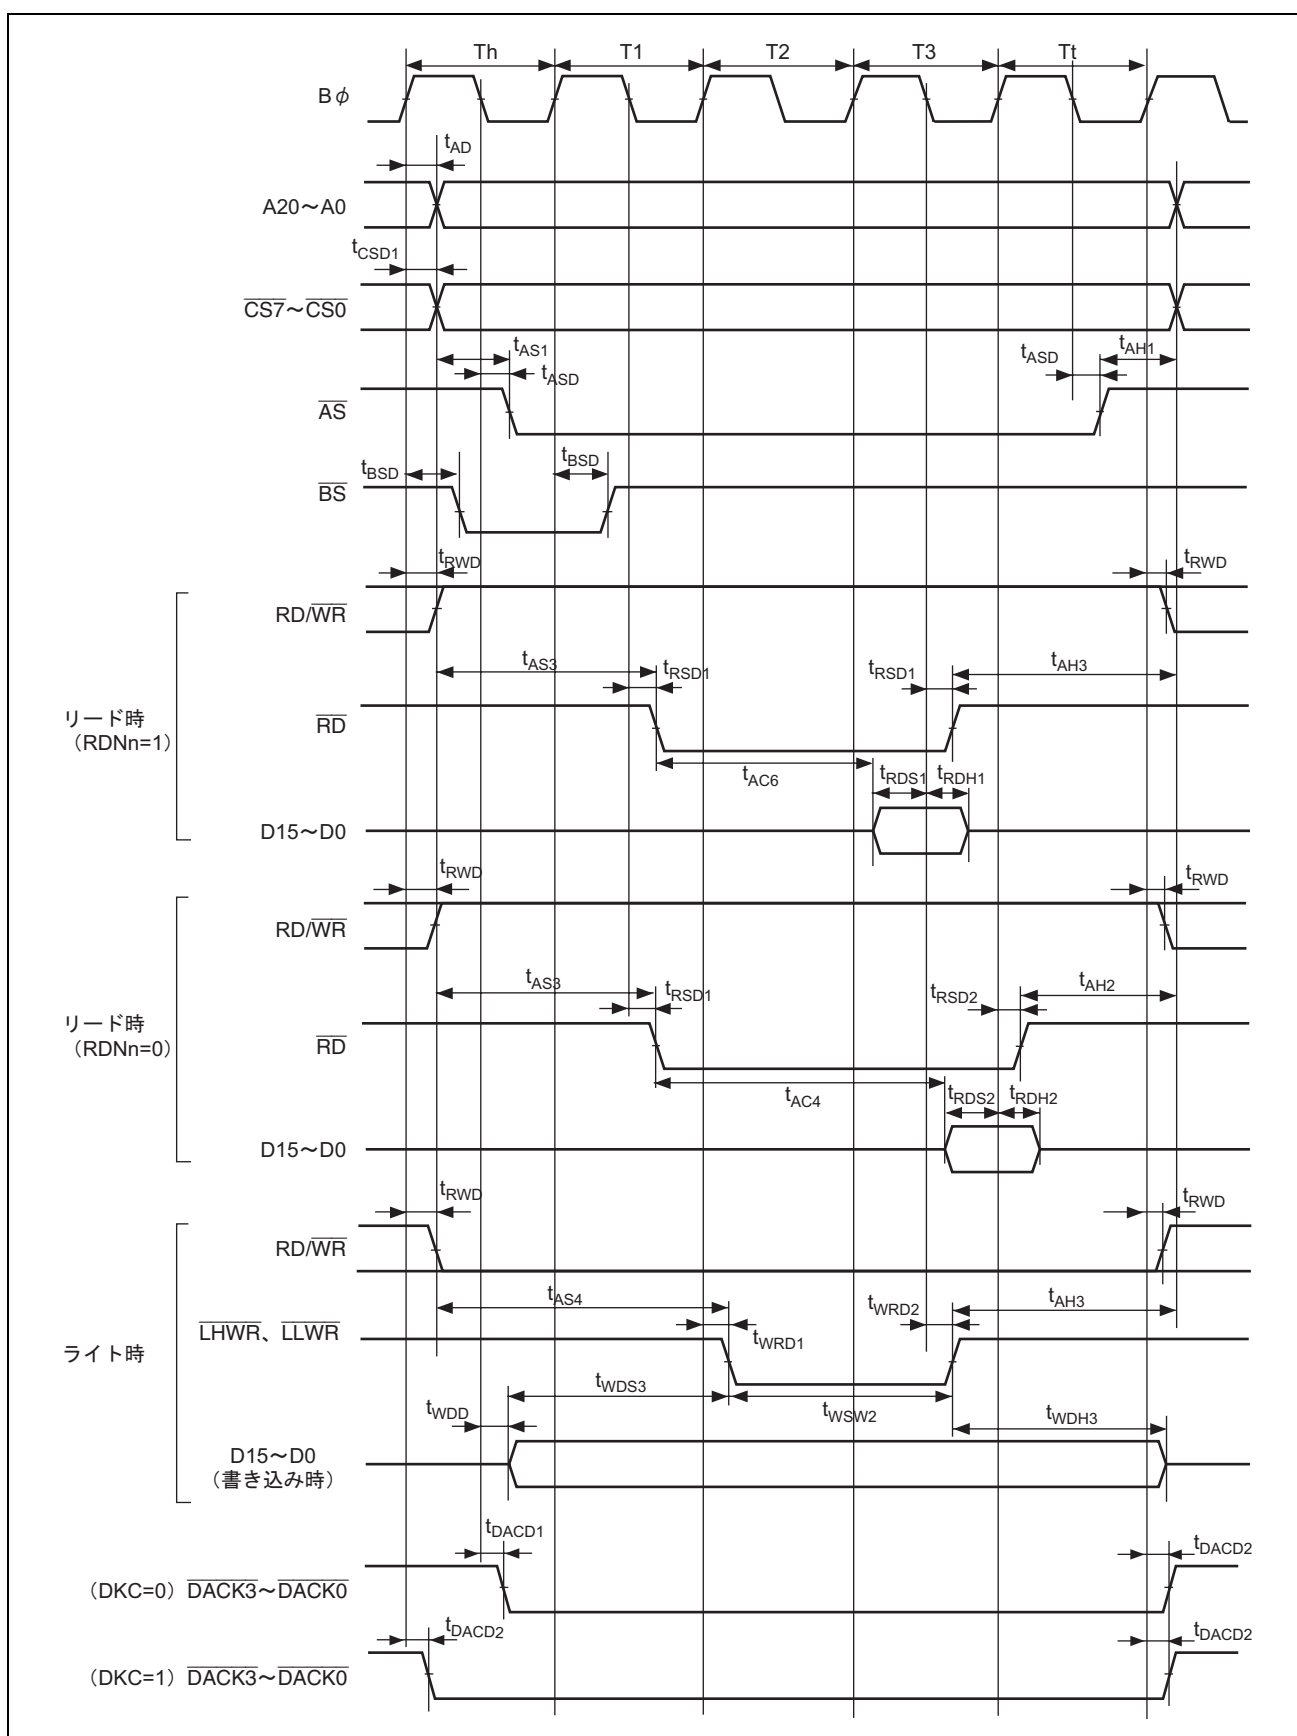 Th T1 T2 T3 Tt
Bφ
tAD
A20～A0
tCSD1
CS7～CS0
tAS1 tASD tAH1
tASD
AS
tBSD tBSD
BS
tRWD tRWD
RD/WR
tAS3 tRSD1 tRSD1 tAH3
リード時
（RDNn=1）
RD
tAC6 tRDS1 tRDH1
D15～D0
tRWD tRWD
RD/WR
tAS3 tRSD1 tRSD2 tAH2
リード時
（RDNn=0）
RD
tAC4 tRDS2 tRDH2
D15～D0
tRWD tRWD
RD/WR
tAS4 tWRD2 tAH3
LHWR、LLWR
tWRD1
ライト時
tWDS3
tWDD tWSW2 tWDH3
D15～D0
（書き込み時）
tDACD1 tDACD2
（DKC=0）DACK3～DACK0
tDACD2 tDACD2
（DKC=1）DACK3～DACK0